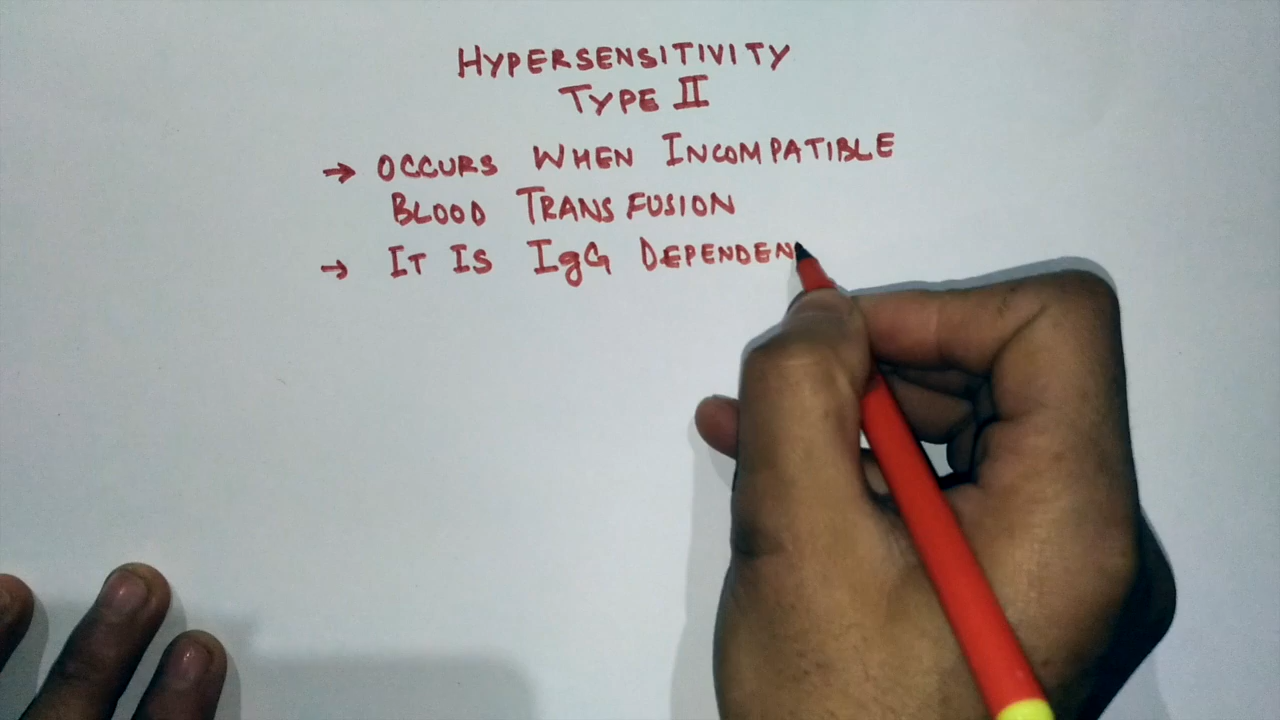 HYPERSENSITIVITY
TYPE II
→ OCCURS WHEN INCOMPATIBLE
BLOOD TRANSFUSION
→ IT IS IgG DEPENDEN